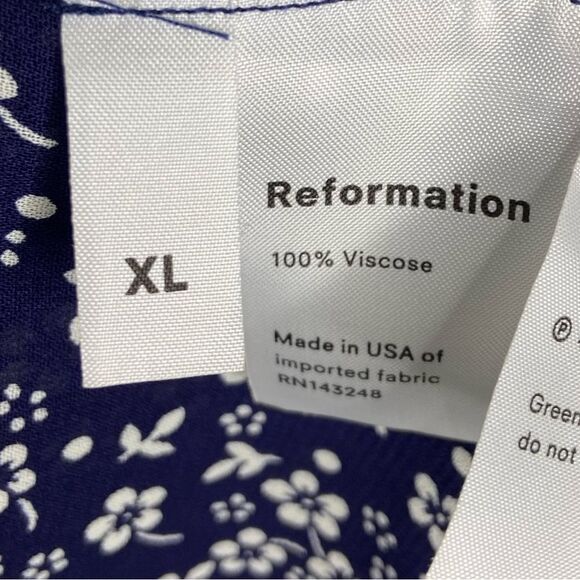 XL
Reformation
100% Viscose
Made in USA of
imported fabric
RN143248
Ⓟ
Green
do not